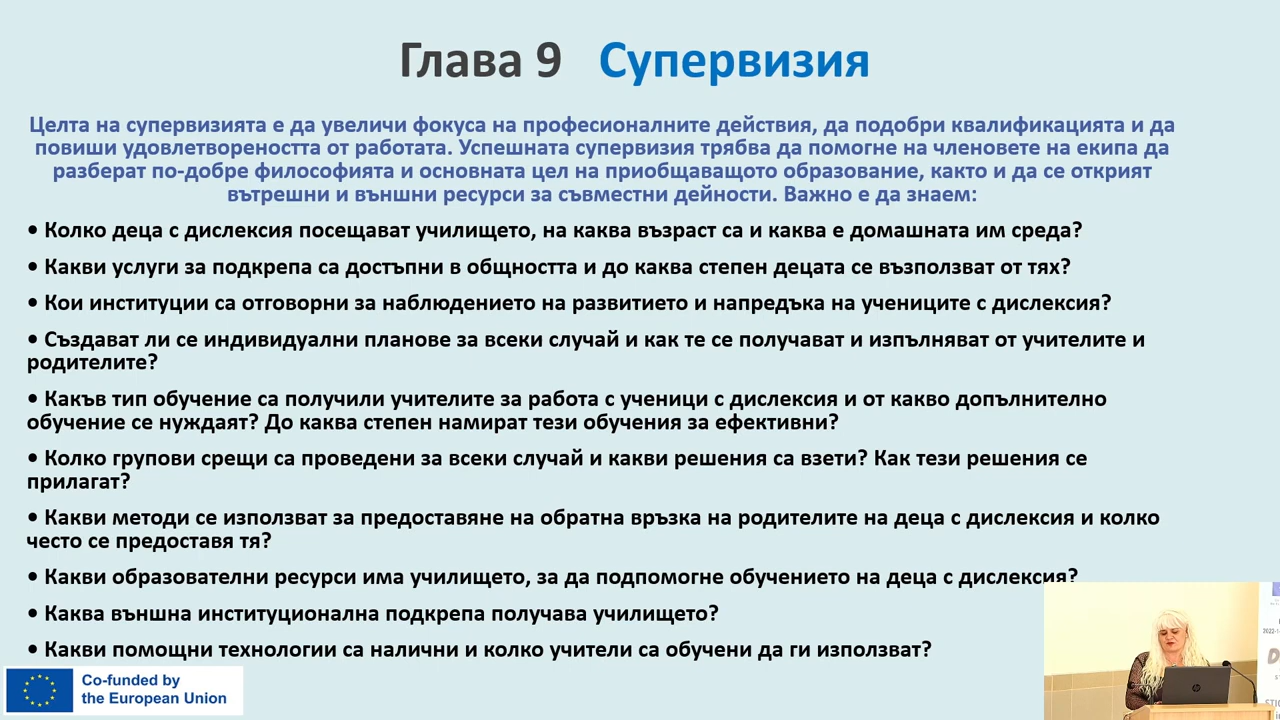 Глава 9 Супервизия
Целта на супервизията е да увеличи фокуса на професионалните действия, да подобри квалификацията и да
повиши удовлетвореността от работата. Успешната супервизия трябва да помогне на членовете на екипа да
разберат по-добре философията и основната цел на приобщаващото образование, както и да се открият
вътрешни и външни ресурси за съвместни дейности. Важно е да знаем:
• Колко деца с дислексия посещават училището, на каква възраст са и каква е домашната им среда?
• Какви услуги за подкрепа са достъпни в общността и до каква степен децата се възползват от тях?
• Кои институции са отговорни за наблюдението на развитието и напредъка на учениците с дислексия?
• Създават ли се индивидуални планове за всеки случай и как те се получават и изпълняват от учителите и
родителите?
• Какъв тип обучение са получили учителите за работа с ученици с дислексия и от какво допълнително
обучение се нуждаят? До каква степен намират тези обучения за ефективни?
• Колко групови срещи са проведени за всеки случай и какви решения са взети? Как тези решения се
прилагат?
• Какви методи се използват за предоставяне на обратна връзка на родителите на деца с дислексия и колко
често се предоставя тя?
• Какви образователни ресурси има училището, за да подпомогне обучението на деца с дислексия?
• Каква външна институционална подкрепа получава училището?
• Какви помощни технологии са налични и колко учители са обучени да ги използват?
Co-funded by
the European Union